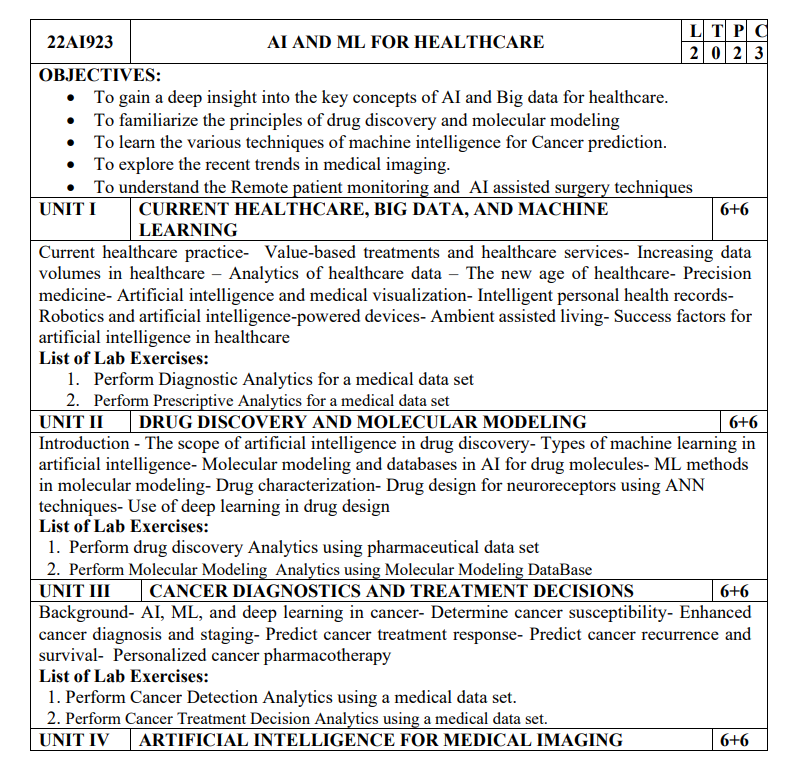 22AI923 AI AND ML FOR HEALTHCARE L T P C
2 0 2 3
OBJECTIVES:
• To gain a deep insight into the key concepts of AI and Big data for healthcare.
• To familiarize the principles of drug discovery and molecular modeling
• To learn the various techniques of machine intelligence for Cancer prediction.
• To explore the recent trends in medical imaging.
• To understand the Remote patient monitoring and AI assisted surgery techniques
UNIT I CURRENT HEALTHCARE, BIG DATA, AND MACHINE 6+6
LEARNING
Current healthcare practice- Value-based treatments and healthcare services- Increasing data
volumes in healthcare – Analytics of healthcare data – The new age of healthcare- Precision
medicine- Artificial intelligence and medical visualization- Intelligent personal health records-
Robotics and artificial intelligence-powered devices- Ambient assisted living- Success factors for
artificial intelligence in healthcare
List of Lab Exercises:
1. Perform Diagnostic Analytics for a medical data set
2. Perform Prescriptive Analytics for a medical data set
UNIT II DRUG DISCOVERY AND MOLECULAR MODELING 6+6
Introduction - The scope of artificial intelligence in drug discovery- Types of machine learning in
artificial intelligence- Molecular modeling and databases in AI for drug molecules- ML methods
in molecular modeling- Drug characterization- Drug design for neuroreceptors using ANN
techniques- Use of deep learning in drug design
List of Lab Exercises:
1. Perform drug discovery Analytics using pharmaceutical data set
2. Perform Molecular Modeling Analytics using Molecular Modeling DataBase
UNIT III CANCER DIAGNOSTICS AND TREATMENT DECISIONS 6+6
Background- AI, ML, and deep learning in cancer- Determine cancer susceptibility- Enhanced
cancer diagnosis and staging- Predict cancer treatment response- Predict cancer recurrence and
survival- Personalized cancer pharmacotherapy
List of Lab Exercises:
1. Perform Cancer Detection Analytics using a medical data set.
2. Perform Cancer Treatment Decision Analytics using a medical data set.
UNIT IV ARTIFICIAL INTELLIGENCE FOR MEDICAL IMAGING 6+6